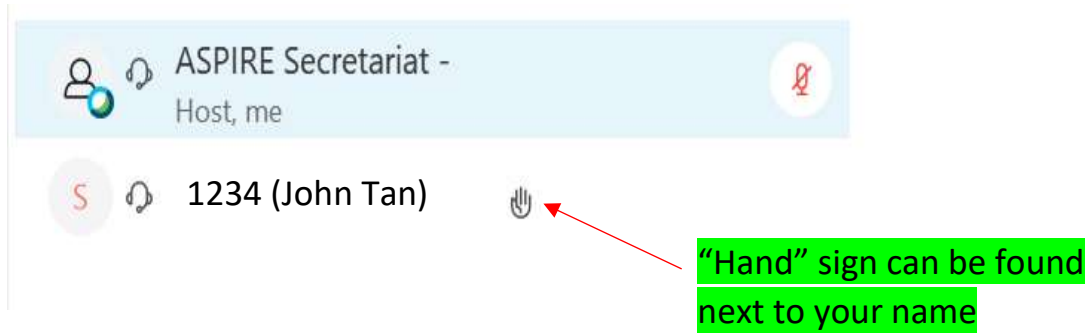 ASPIRE Secretariat -
Host, me
S
1234 (John Tan)
“Hand” sign can be found
next to your name